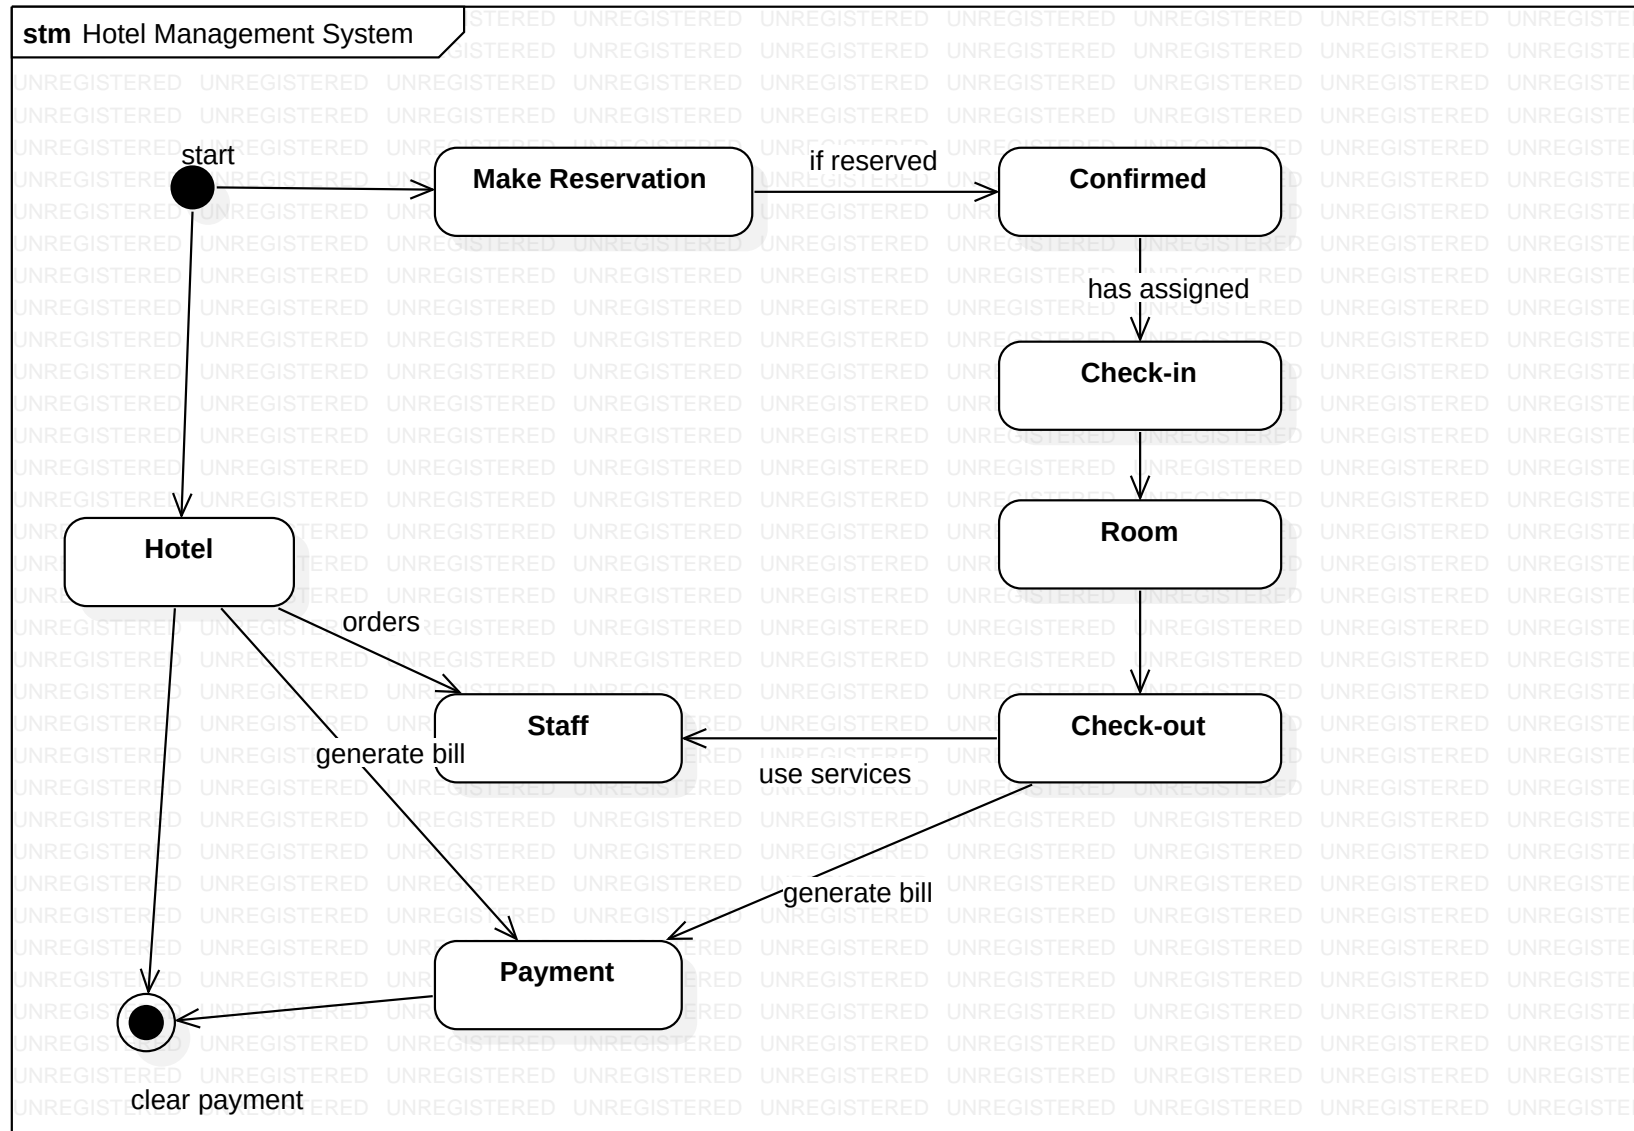 stm Hotel Management System
start
Make Reservation
if reserved
Confirmed
has assigned
Check-in
Room
Hotel
orders
Staff
Check-out
generate bill
use services
generate bill
Payment
clear payment
UNREGISTERED